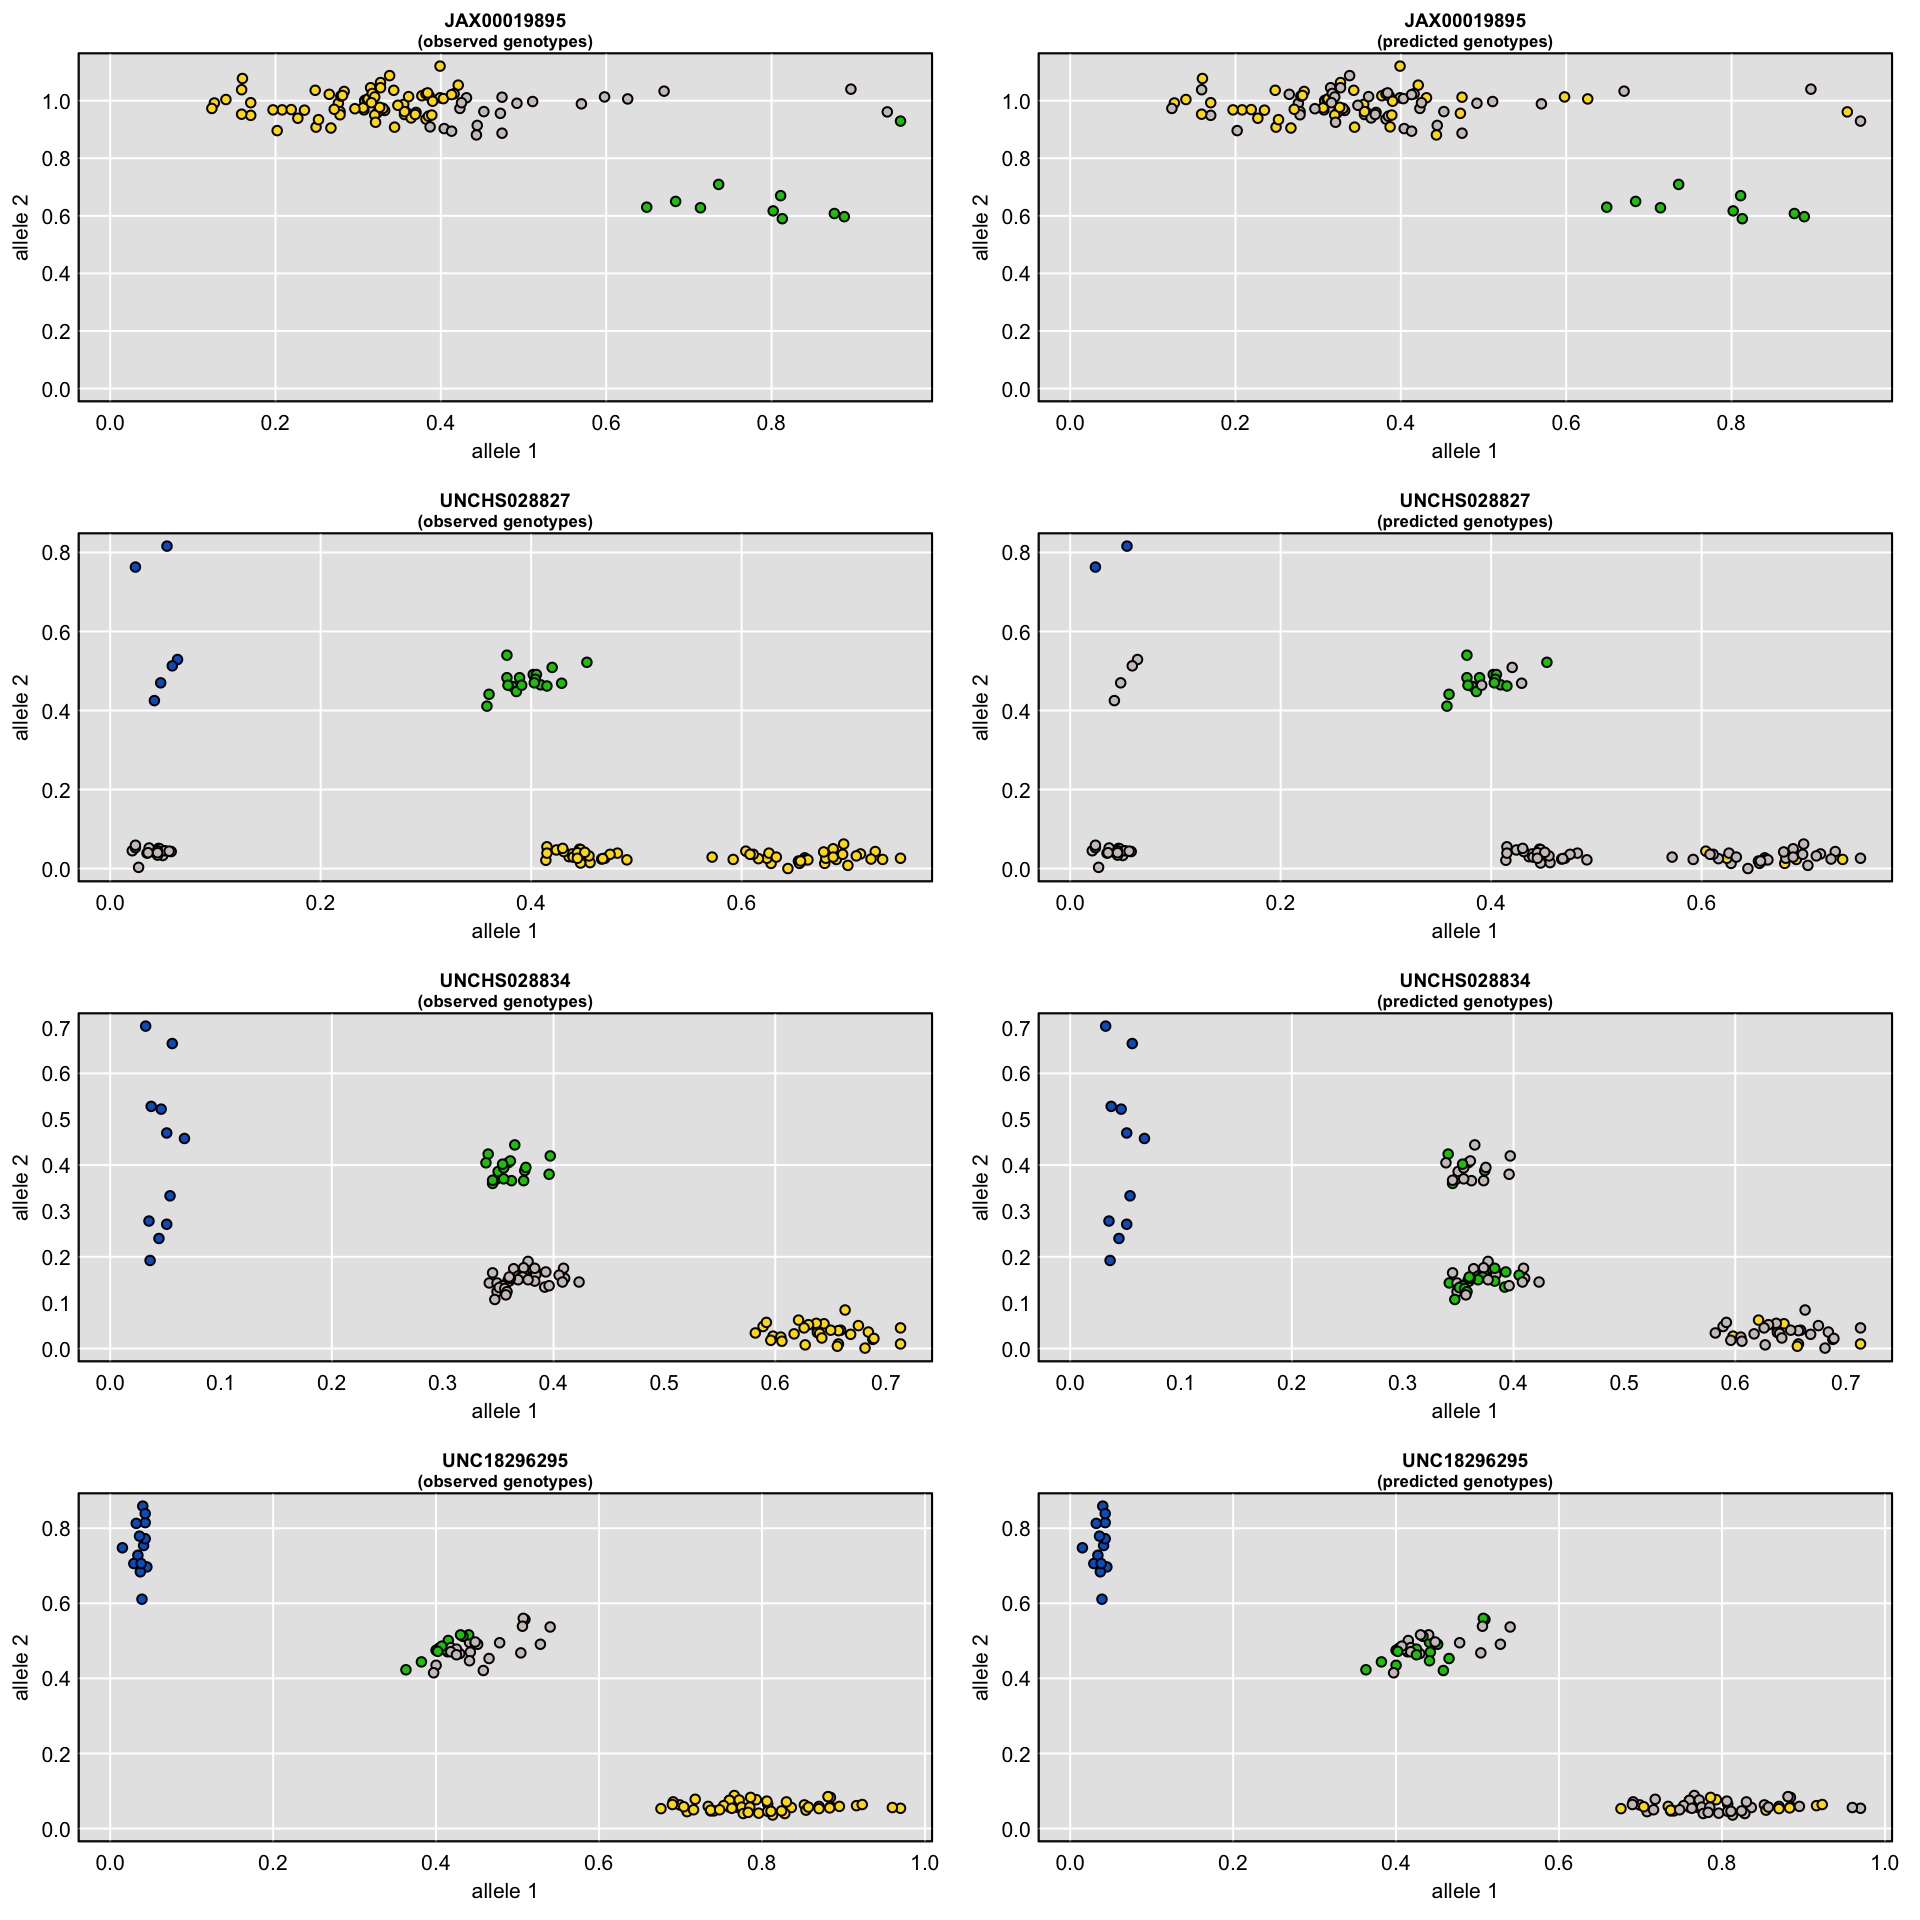 JAX00019895
(observed genotypes)
1.0
0.8
0.6
0.4
0.2
0.0
allele 2
0.0 0.2 0.4 0.6 0.8
allele 1
JAX00019895
(predicted genotypes)
1.0
0.8
0.6
0.4
0.2
0.0
allele 2
0.0 0.2 0.4 0.6 0.8
allele 1
UNCHS028827
(observed genotypes)
0.8
0.6
0.4
0.2
0.0
allele 2
0.0 0.2 0.4 0.6
allele 1
UNCHS028827
(predicted genotypes)
0.8
0.6
0.4
0.2
0.0
allele 2
0.0 0.2 0.4 0.6
allele 1
UNCHS028834
(observed genotypes)
0.7
0.6
0.5
0.4
0.3
0.2
0.1
0.0
allele 2
0.0 0.1 0.2 0.3 0.4 0.5 0.6 0.7
allele 1
UNCHS028834
(predicted genotypes)
0.7
0.6
0.5
0.4
0.3
0.2
0.1
0.0
allele 2
0.0 0.1 0.2 0.3 0.4 0.5 0.6 0.7
allele 1
UNC18296295
(observed genotypes)
0.8
0.6
0.4
0.2
0.0
allele 2
0.0 0.2 0.4 0.6 0.8 1.0
allele 1
UNC18296295
(predicted genotypes)
0.8
0.6
0.4
0.2
0.0
allele 2
0.0 0.2 0.4 0.6 0.8 1.0
allele 1